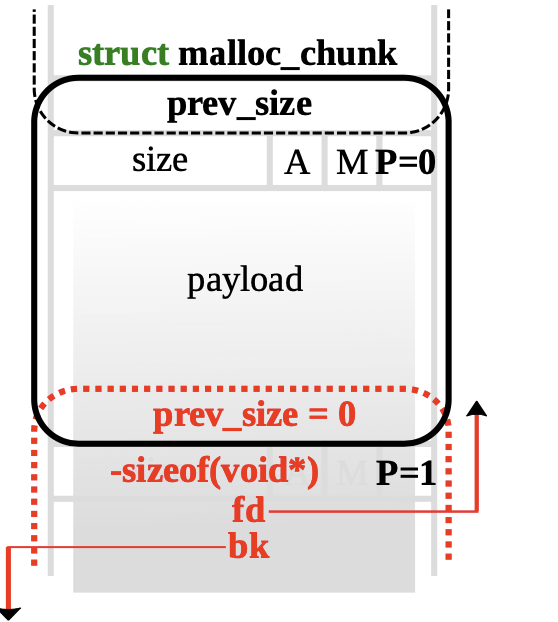 struct malloc_chunk
prev_size
size A M P=0
payload
prev_size = 0
-sizeof(void*) A M P=1
fd
bk